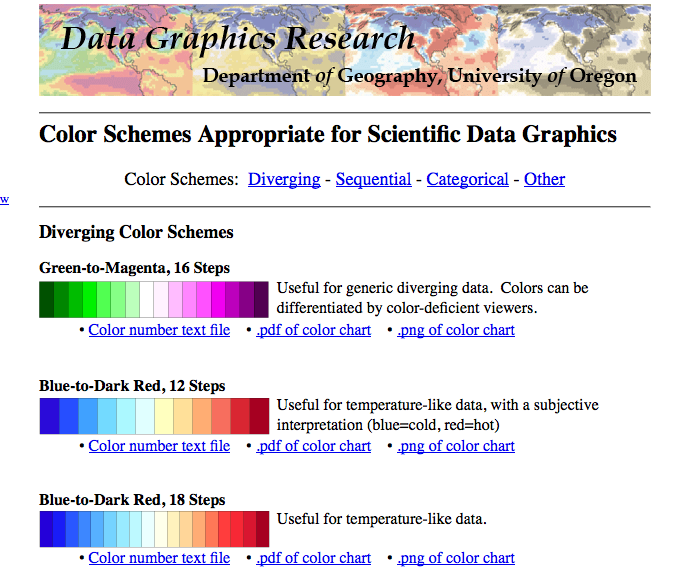 Data Graphics Research
Department of Geography, University of Oregon
Color Schemes Appropriate for Scientific Data Graphics
Color Schemes: Diverging - Sequential - Categorical - Other
w
Diverging Color Schemes
Green-to-Magenta, 16 Steps
Useful for generic diverging data. Colors can be
differentiated by color-deficient viewers.
• Color number text file • .pdf of color chart • .png of color chart
Blue-to-Dark Red, 12 Steps
Useful for temperature-like data, with a subjective
interpretation (blue=cold, red=hot)
• Color number text file • .pdf of color chart • .png of color chart
Blue-to-Dark Red, 18 Steps
Useful for temperature-like data.
• Color number text file • .pdf of color chart • .png of color chart